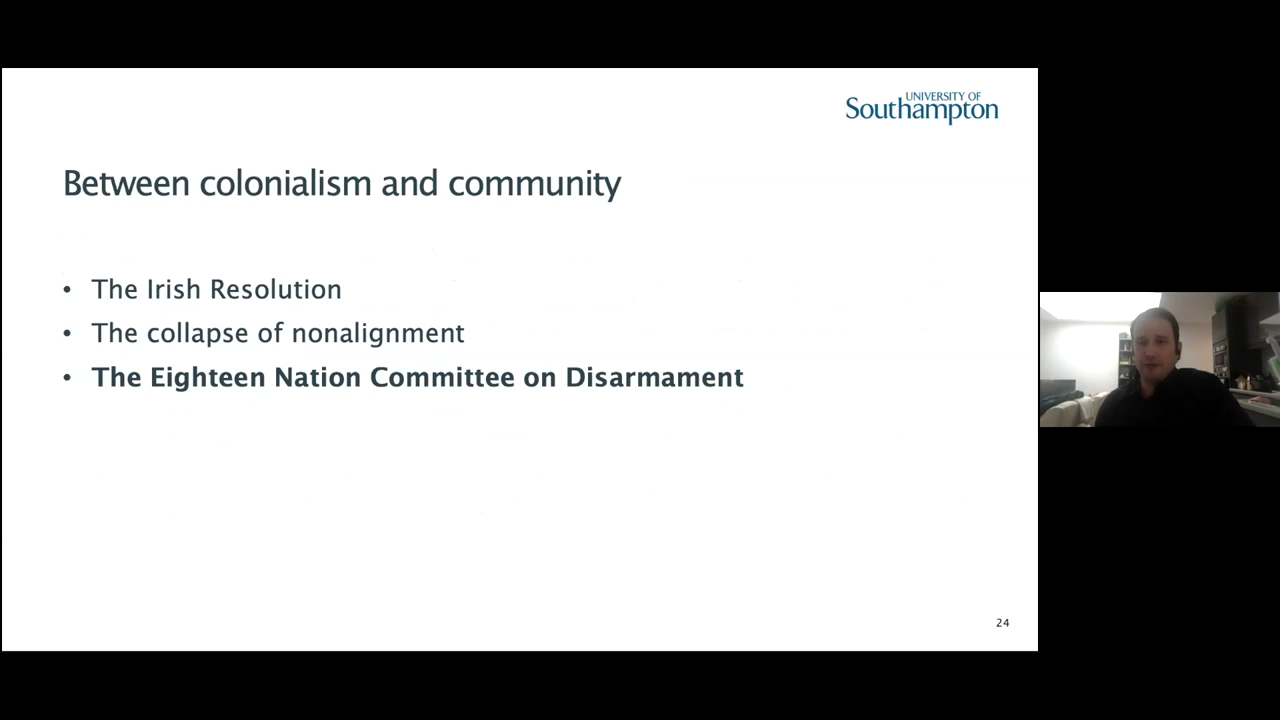 UNIVERSITY OF
Southampton
Between colonialism and community
• The Irish Resolution
• The collapse of nonalignment
• The Eighteen Nation Committee on Disarmament
24